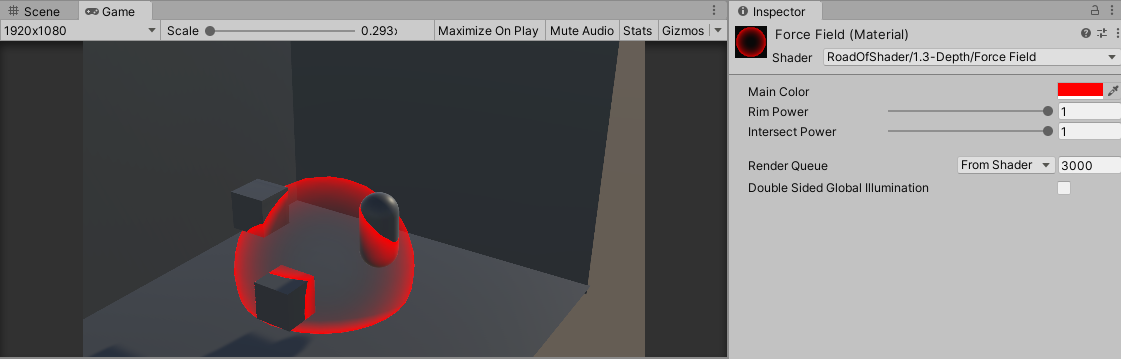 Scene Game
1920x1080 Scale 0.293x Maximize On Play Mute Audio Stats Gizmos
Inspector
Force Field (Material)
Shader RoadOfShader/1.3-Depth/Force Field
Main Color
Rim Power 1
Intersect Power 1
Render Queue From Shader 3000
Double Sided Global Illumination